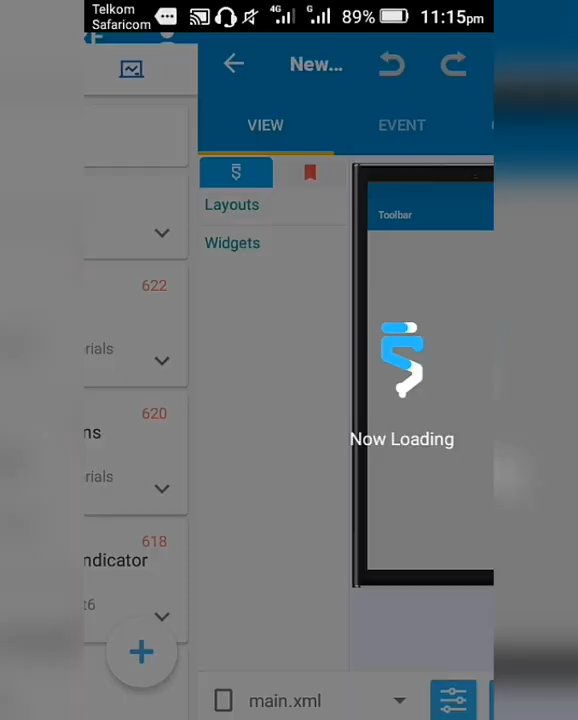 Telkom
Safaricom
4G
G
89%
11:15pm
New...
VIEW
EVENT
Layouts
Widgets
Toolbar
622
rials
620
ns
rials
618
ndicator
t6
Now Loading
main.xml